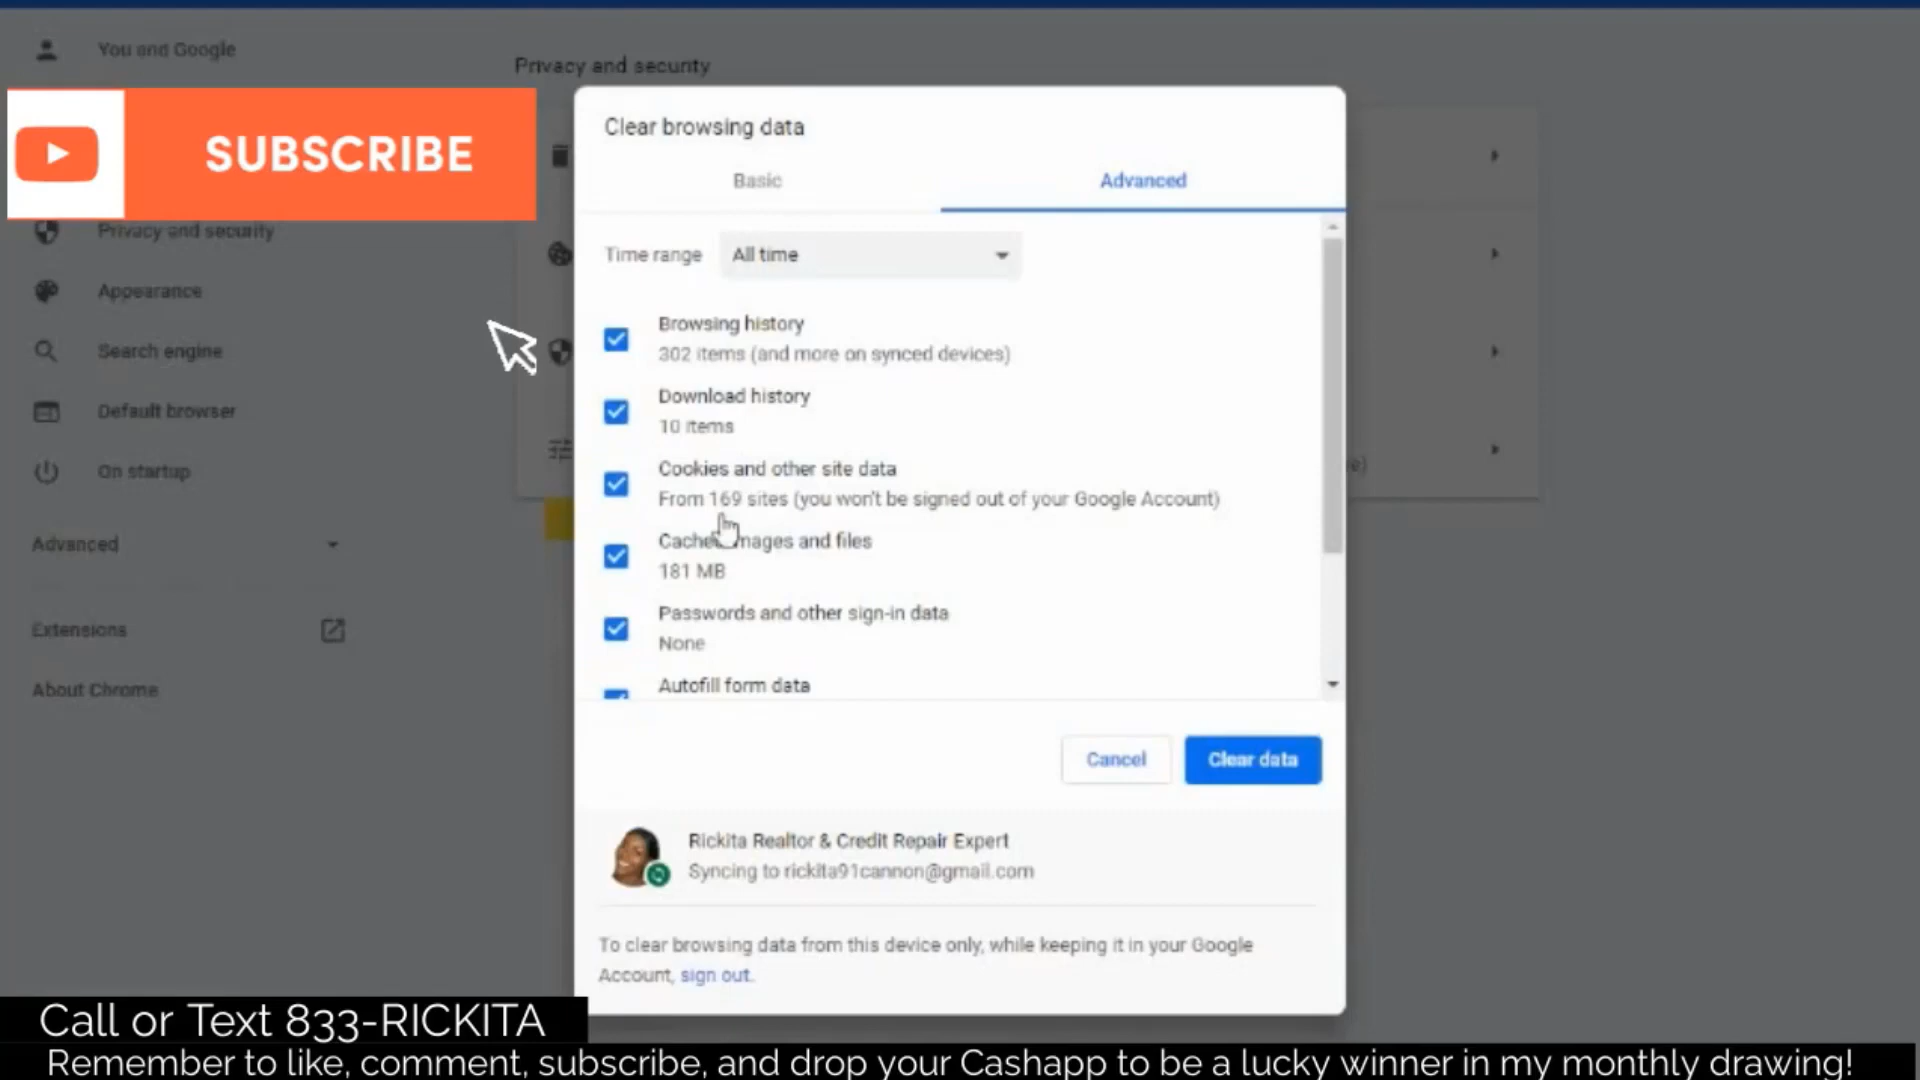 You and Google
Privacy and security
SUBSCRIBE
Privacy and security
Appearance
Search engine
Default browser
On startup
Advanced
Extensions
About Chrome
Clear browsing data
Basic
Advanced
Time range
All time
Browsing history
302 items (and more on synced devices)
Download history
10 items
Cookies and other site data
From 169 sites (you won't be signed out of your Google Account)
images and files
181 MB
Passwords and other sign-in data
None
Autofill form data
Cancel
Clear data
Rickita Realtor & Credit Repair Expert
Syncing to rickita91cannon@gmail.com
To clear browsing data from this device only, while keeping it in your Google
Account, sign out.
Call or Text 833-RICKITA
Remember to like, comment, subscribe, and drop your Cashapp to be a lucky winner in my monthly drawing!